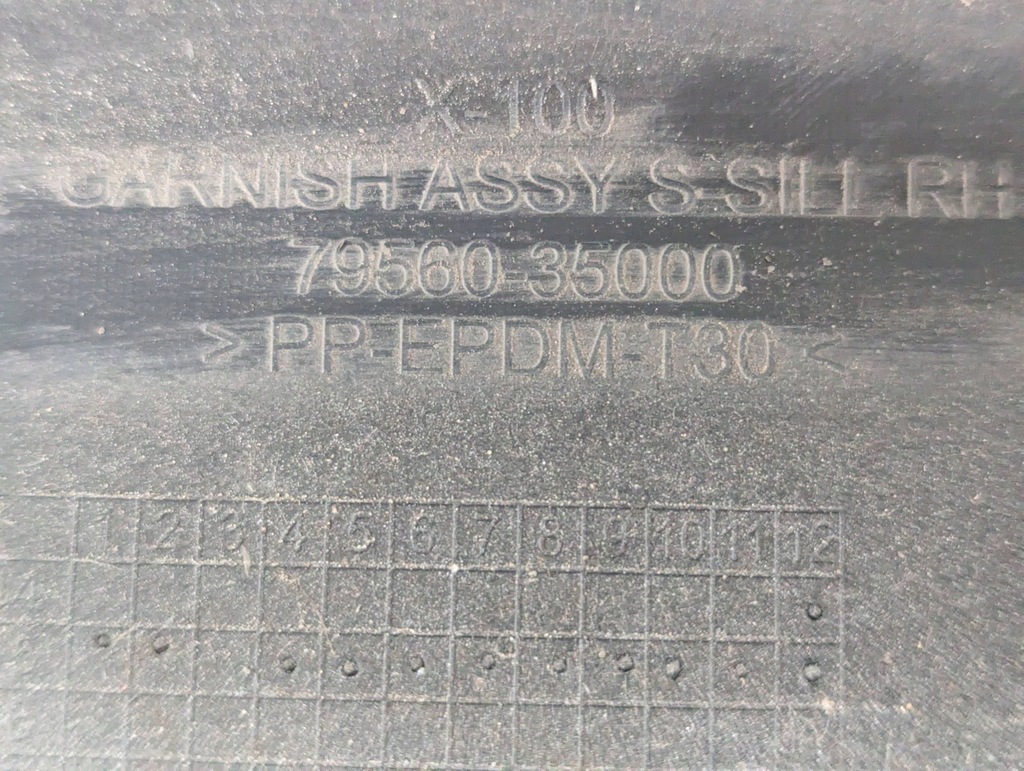 X-100
GARNISH ASSY S-SILL RH
79560-35000
>PP-EPDM-T30<
1 2 3 4 5 6 7 8 9 10 11 12